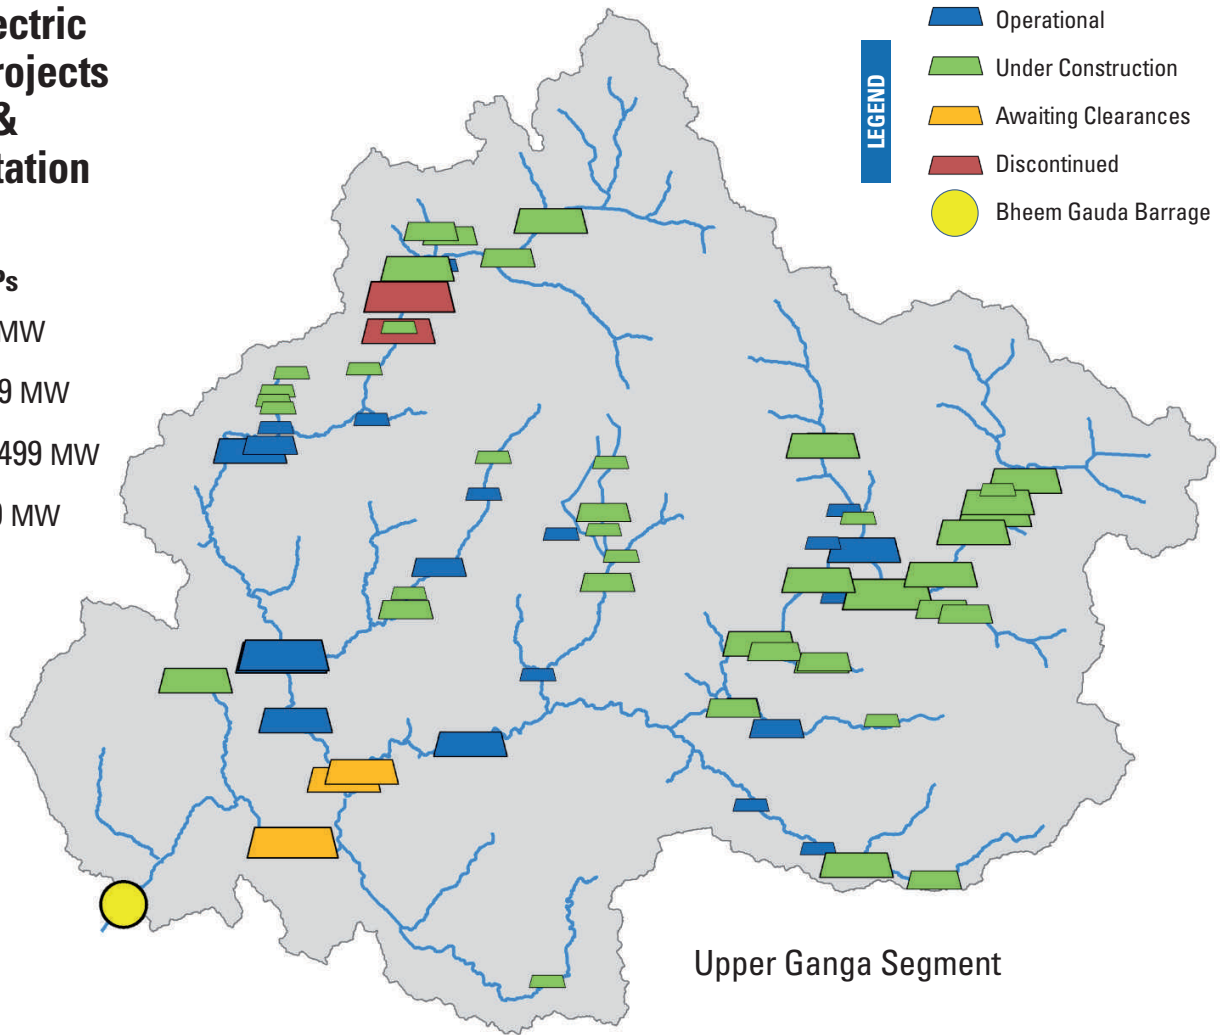 ectric
rojects
&
tation
Ps
MW
9 MW
499 MW
MW
LEGEND
Operational
Under Construction
Awaiting Clearances
Discontinued
Bheem Gauda Barrage
Upper Ganga Segment